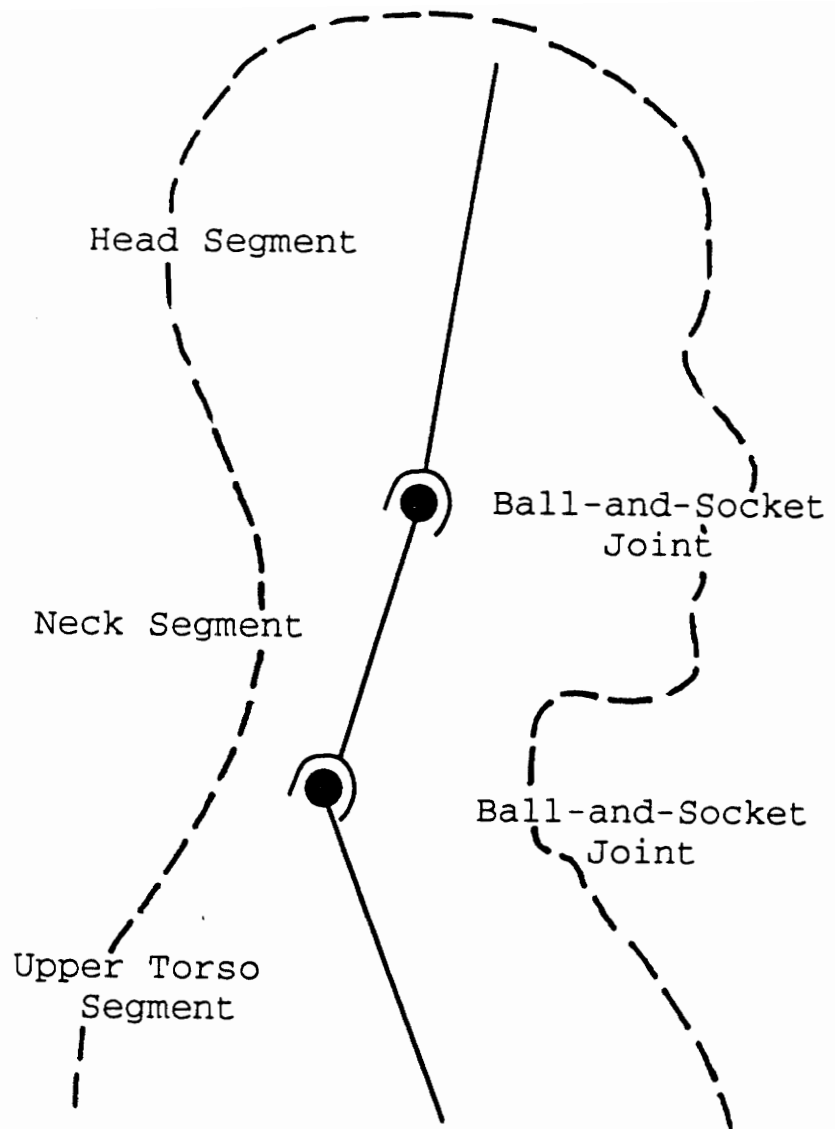 Head Segment
Ball-and-Socket
Joint
Neck Segment
Ball-and-Socket
Joint
Upper Torso
Segment